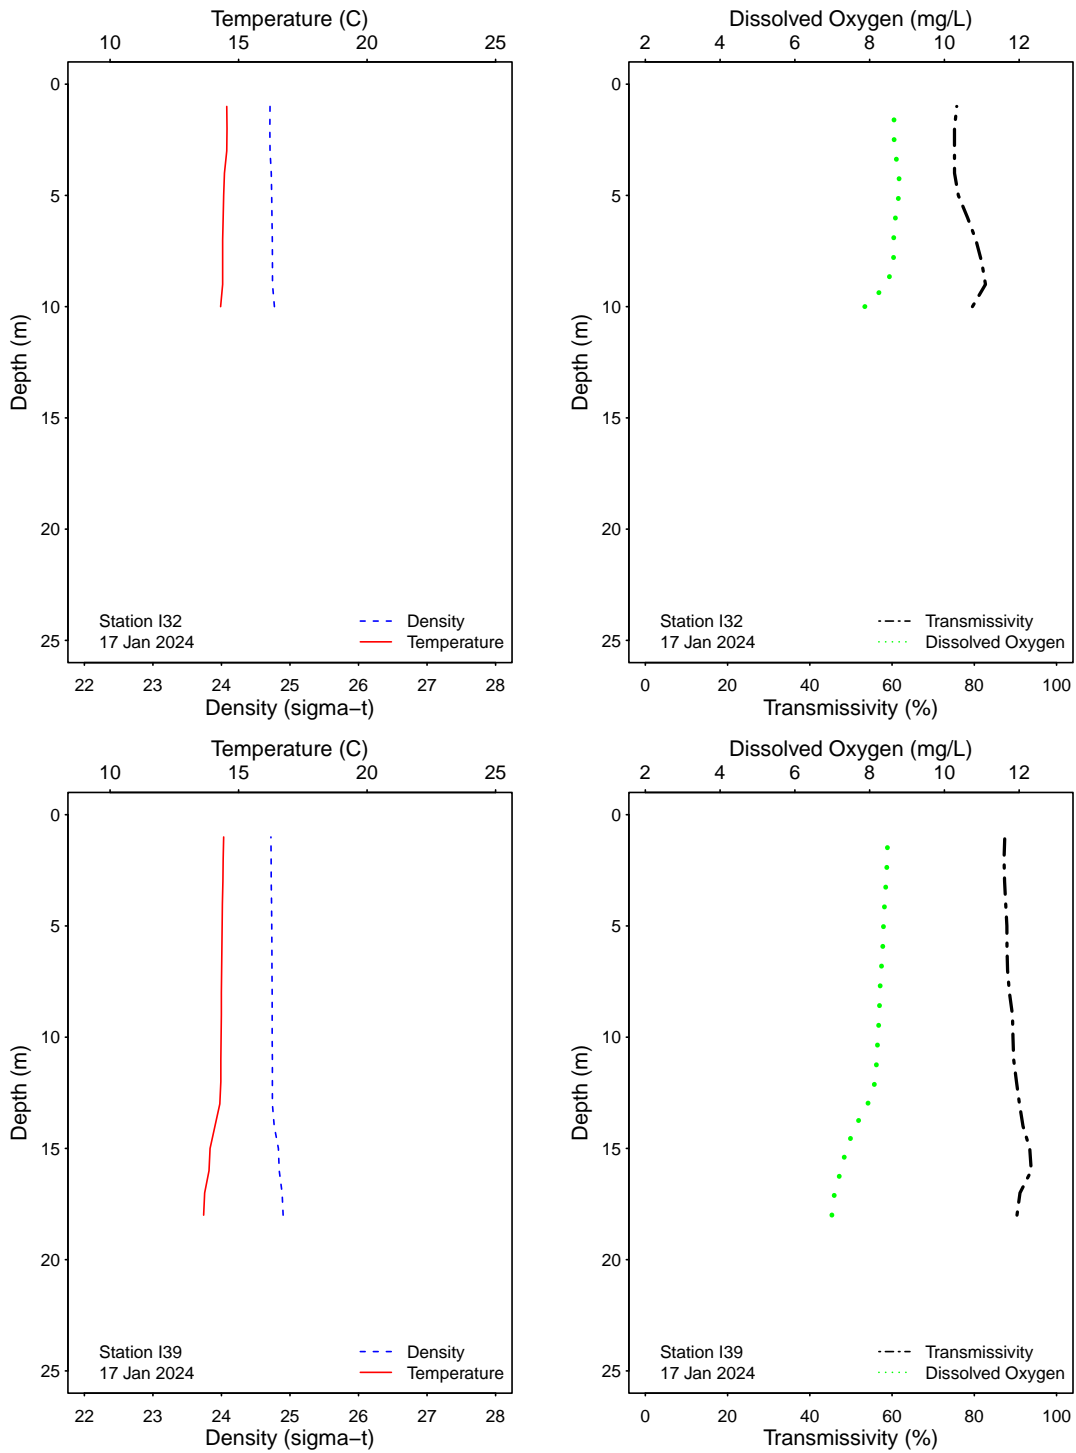 Temperature (C)
10 15 20 25
0
5
10
15
20
25
Depth (m)
Station I32
17 Jan 2024
Density
Temperature
22 23 24 25 26 27 28
Density (sigma−t)
Dissolved Oxygen (mg/L)
2 4 6 8 10 12
0
5
10
15
20
25
Depth (m)
Station I32
17 Jan 2024
Transmissivity
Dissolved Oxygen
0 20 40 60 80 100
Transmissivity (%)
Temperature (C)
10 15 20 25
0
5
10
15
20
25
Depth (m)
Station I39
17 Jan 2024
Density
Temperature
22 23 24 25 26 27 28
Density (sigma−t)
Dissolved Oxygen (mg/L)
2 4 6 8 10 12
0
5
10
15
20
25
Depth (m)
Station I39
17 Jan 2024
Transmissivity
Dissolved Oxygen
0 20 40 60 80 100
Transmissivity (%)